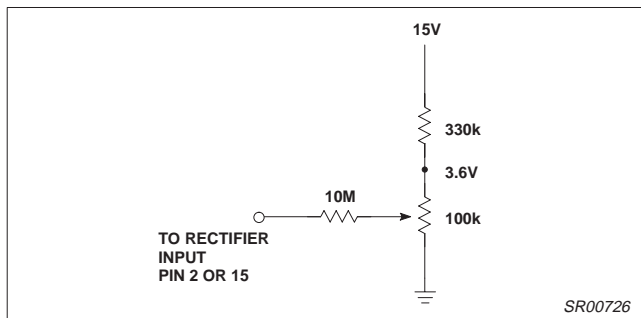 15V
330k
3.6V
10M
100k
TO RECTIFIER
INPUT
PIN 2 OR 15
SR00726